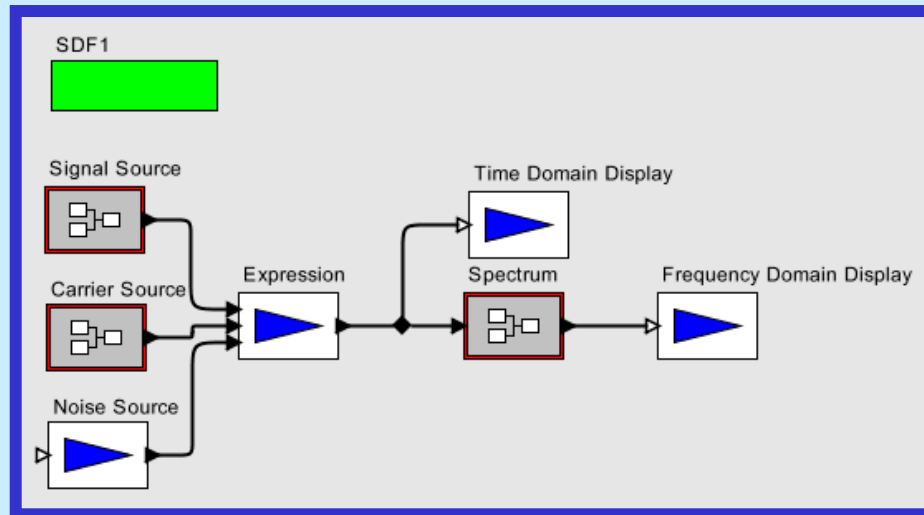 SDF1
Signal Source
Time Domain Display
Carrier Source
Expression
Spectrum
Frequency Domain Display
Noise Source